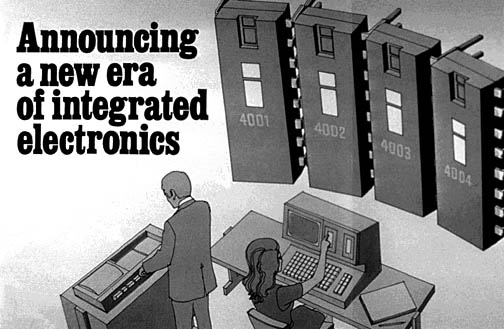 Announcing
a new era
of integrated
electronics
4001
4002
4003
4004